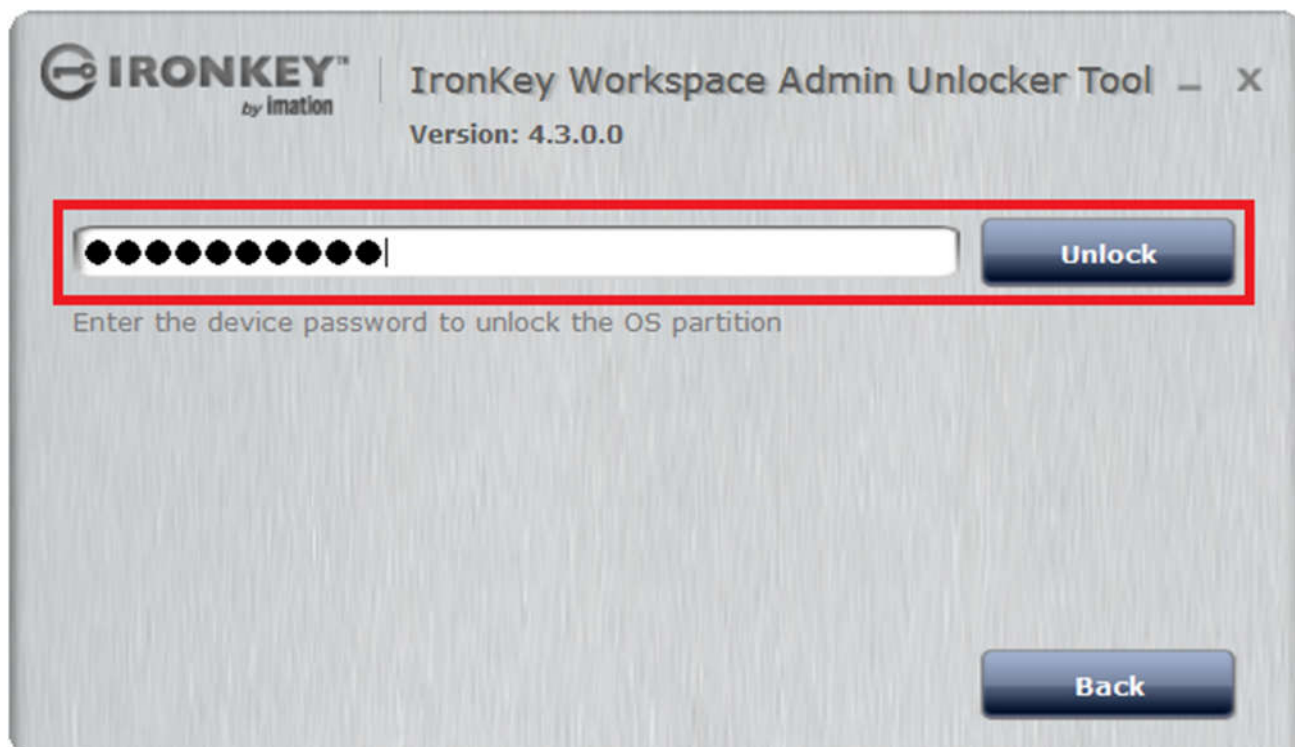 IRONKEY™
by imation
IronKey Workspace Admin Unlocker Tool
Version: 4.3.0.0
●●●●●●●●●●
Unlock
Enter the device password to unlock the OS partition
Back